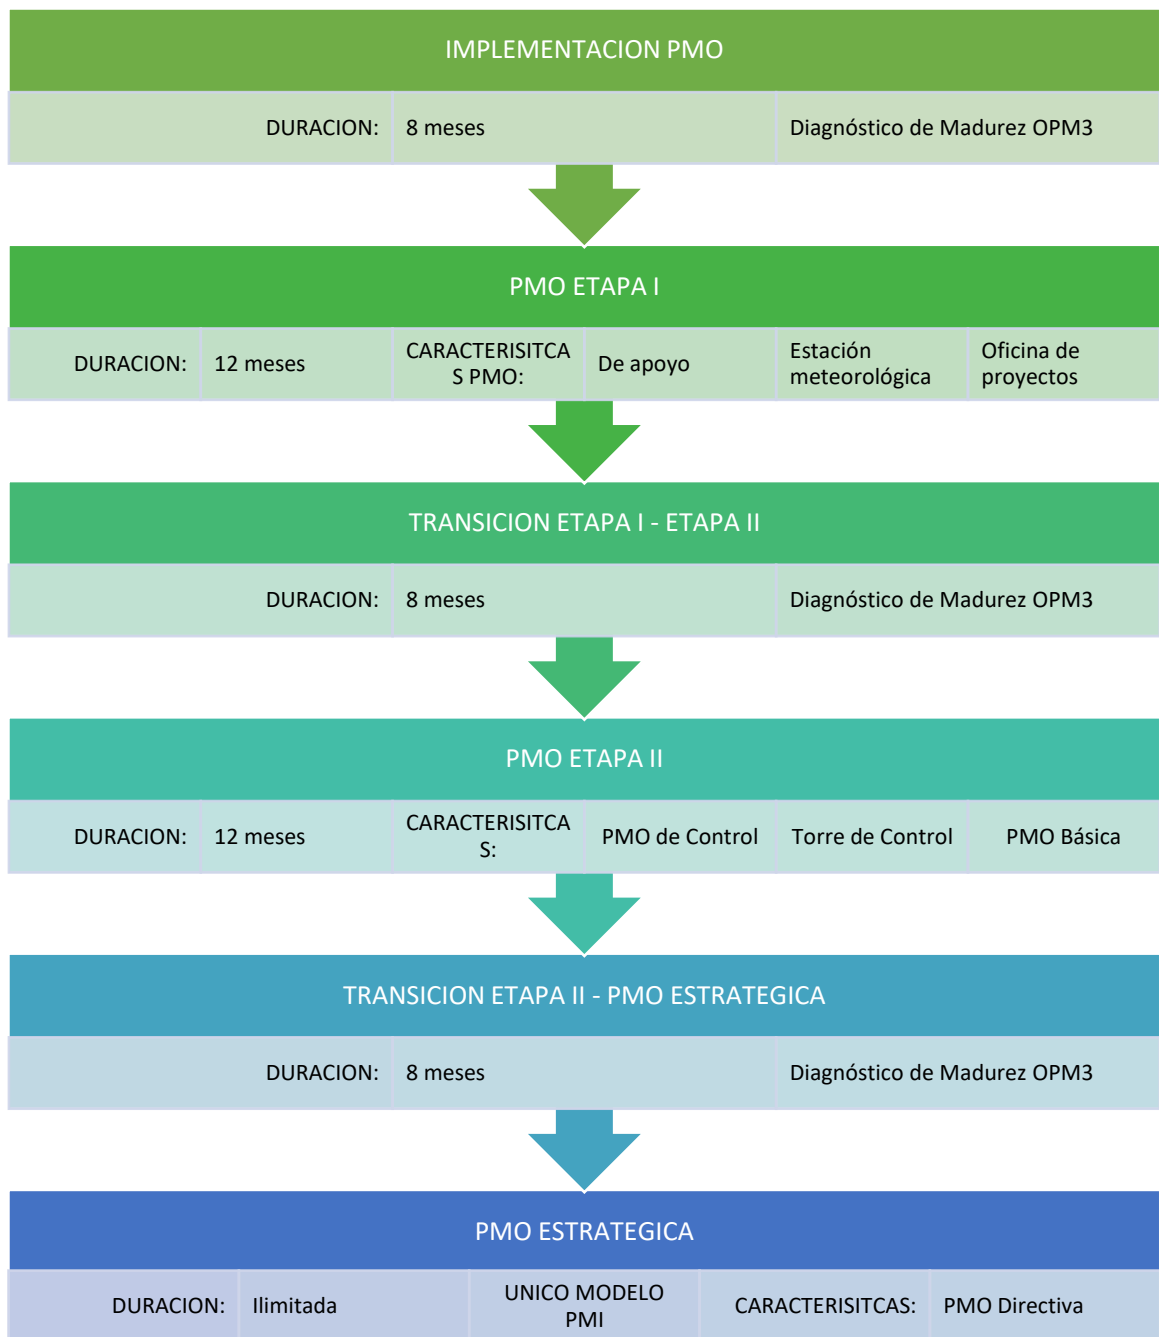 IMPLEMENTACION PMO
DURACION: 8 meses Diagnóstico de Madurez OPM3
PMO ETAPA I
DURACION: 12 meses CARACTERISITCA
S PMO: De apoyo Estación
meteorológica Oficina de
proyectos
TRANSICION ETAPA I - ETAPA II
DURACION: 8 meses Diagnóstico de Madurez OPM3
PMO ETAPA II
DURACION: 12 meses CARACTERISITCA
S: PMO de Control Torre de Control PMO Básica
TRANSICION ETAPA II - PMO ESTRATEGICA
DURACION: 8 meses Diagnóstico de Madurez OPM3
PMO ESTRATEGICA
DURACION: Ilimitada UNICO MODELO
PMI CARACTERISITCAS: PMO Directiva